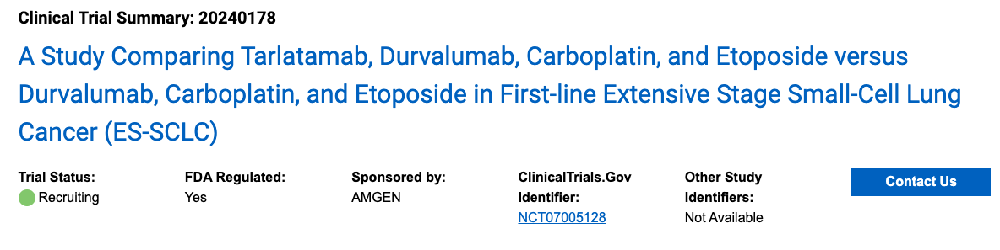 Clinical Trial Summary: 20240178
A Study Comparing Tarlatamab, Durvalumab, Carboplatin, and Etoposide versus
Durvalumab, Carboplatin, and Etoposide in First-line Extensive Stage Small-Cell Lung
Cancer (ES-SCLC)
Trial Status:
Recruiting
FDA Regulated:
Yes
Sponsored by:
AMGEN
ClinicalTrials.Gov
Identifier:
NCT07005128
Other Study
Identifiers:
Not Available
Contact Us